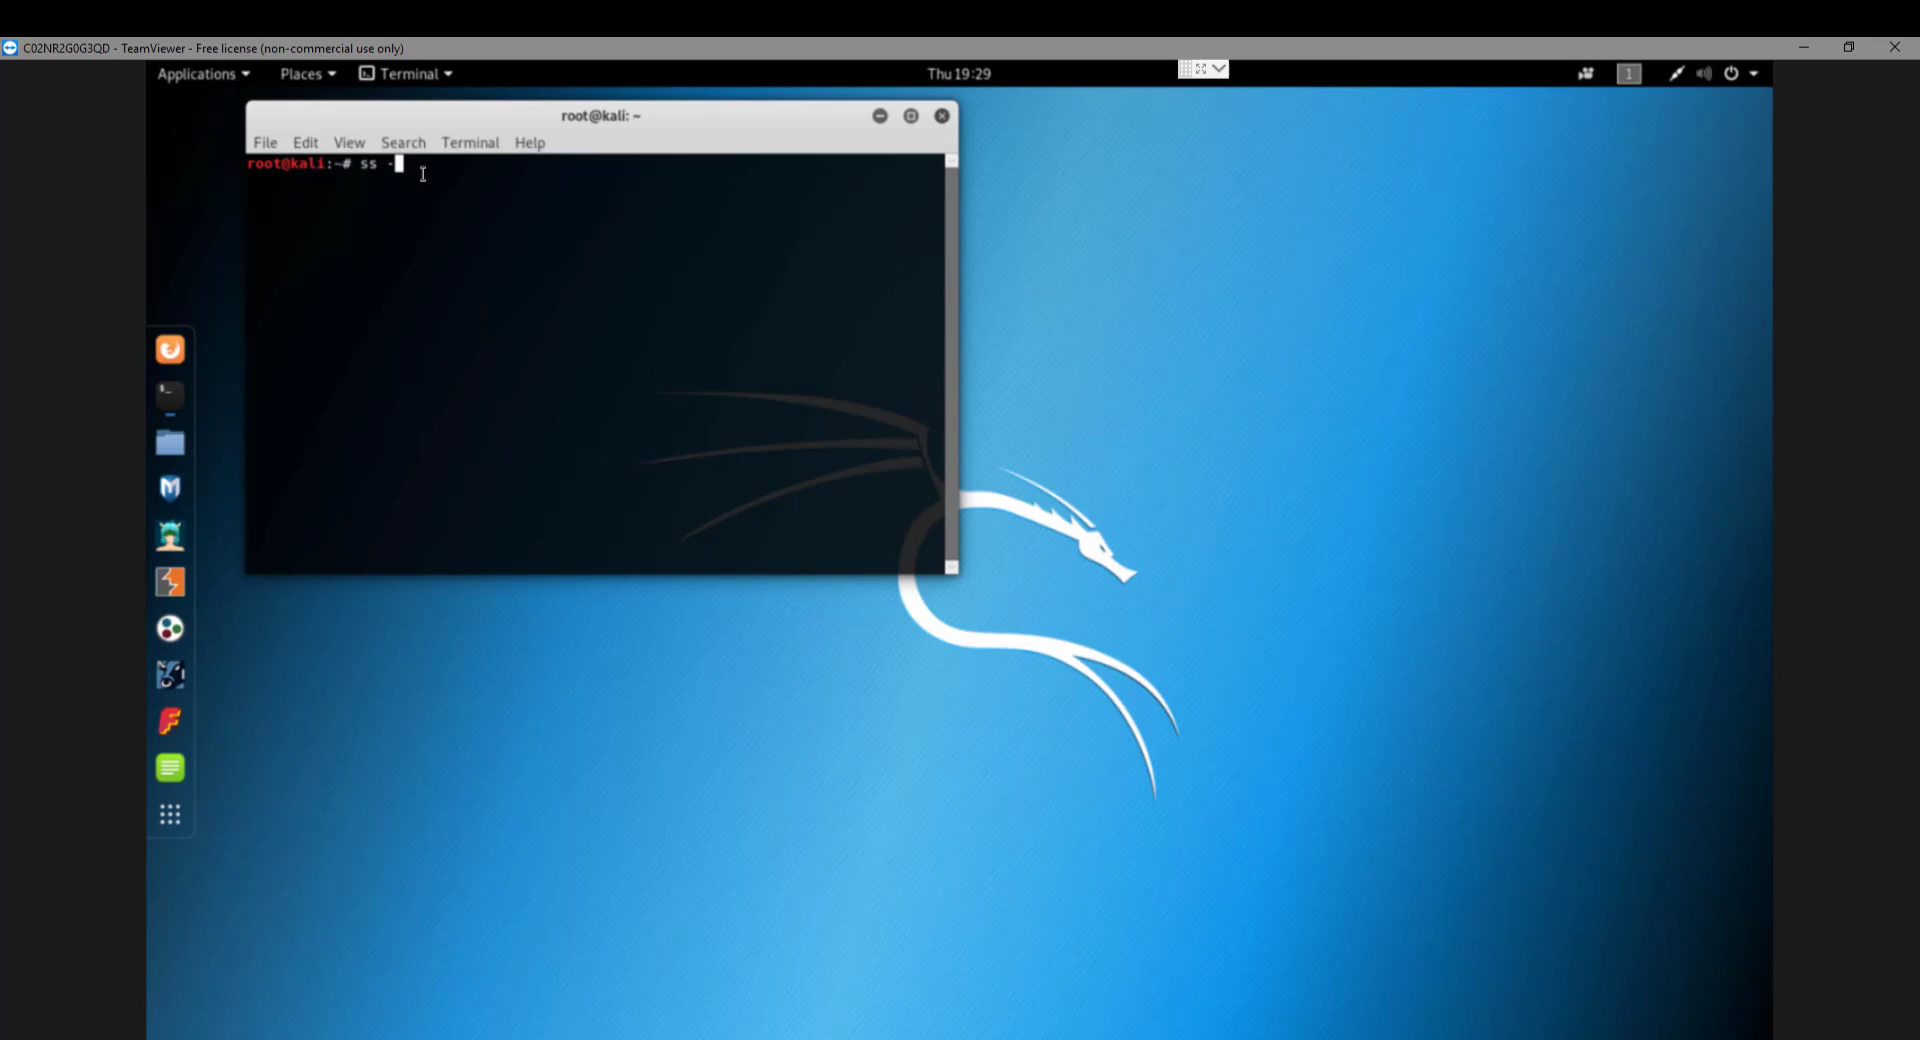 C02NR2G0G3QD - TeamViewer - Free license (non-commercial use only)
Applications Places Terminal Thu 19:29 1
root@kali: ~
File Edit View Search Terminal Help
root@kali:~# ss -